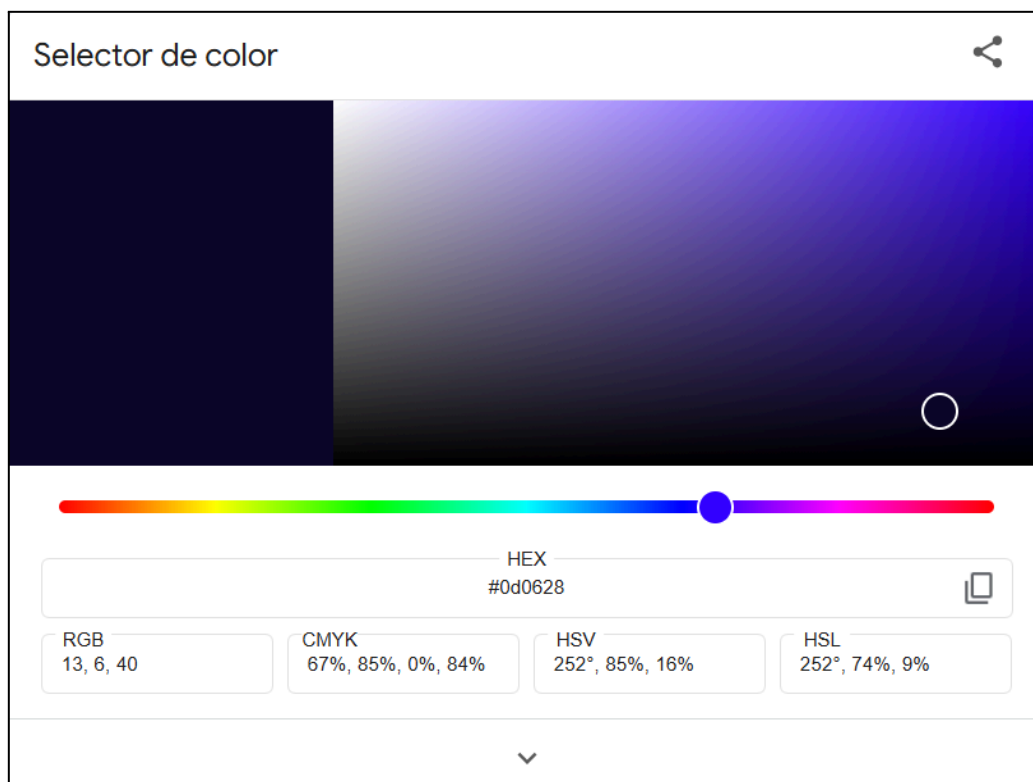 Selector de color
HEX
#0d0628
RGB
13, 6, 40
CMYK
67%, 85%, 0%, 84%
HSV
252°, 85%, 16%
HSL
252°, 74%, 9%